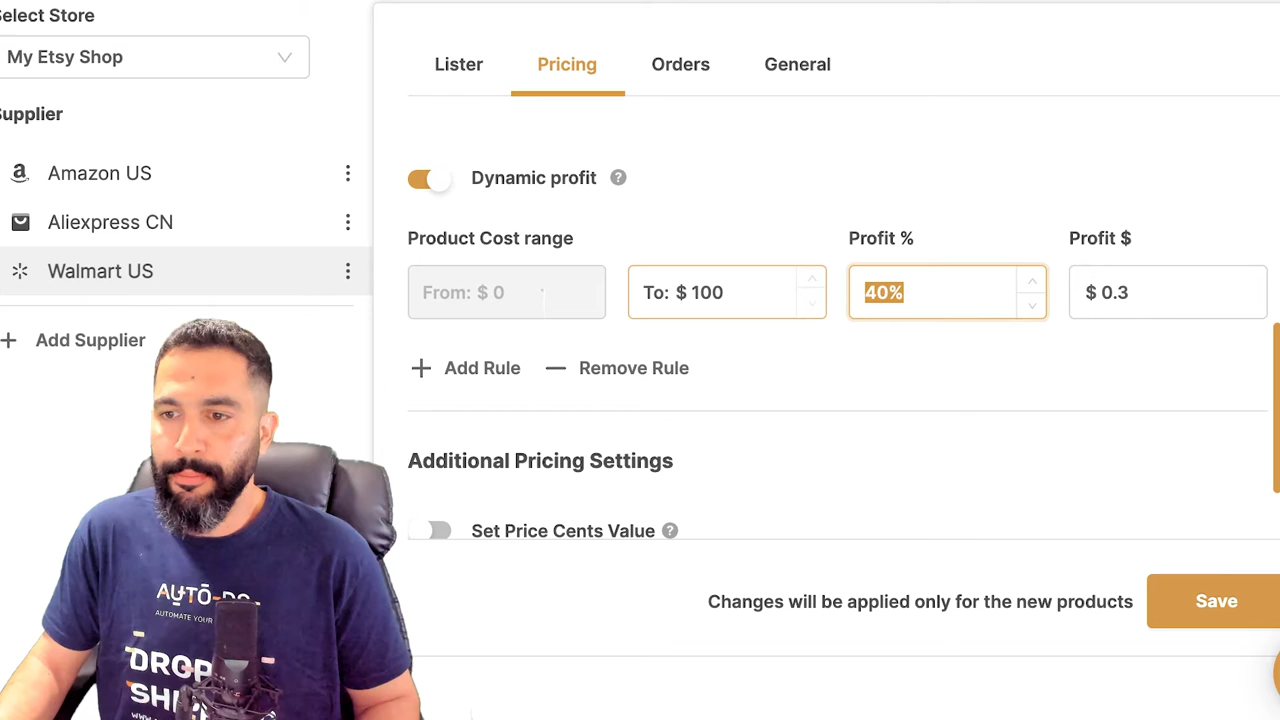 Select Store
My Etsy Shop
Supplier
Amazon US
Aliexpress CN
Walmart US
Add Supplier
Lister Pricing Orders General
Dynamic profit ?
Product Cost range Profit % Profit $
From: $ 0 To: $ 100 40% $ 0.3
Add Rule Remove Rule
Additional Pricing Settings
Set Price Cents Value ?
Changes will be applied only for the new products Save
AUTOMATE YOUR
DROP